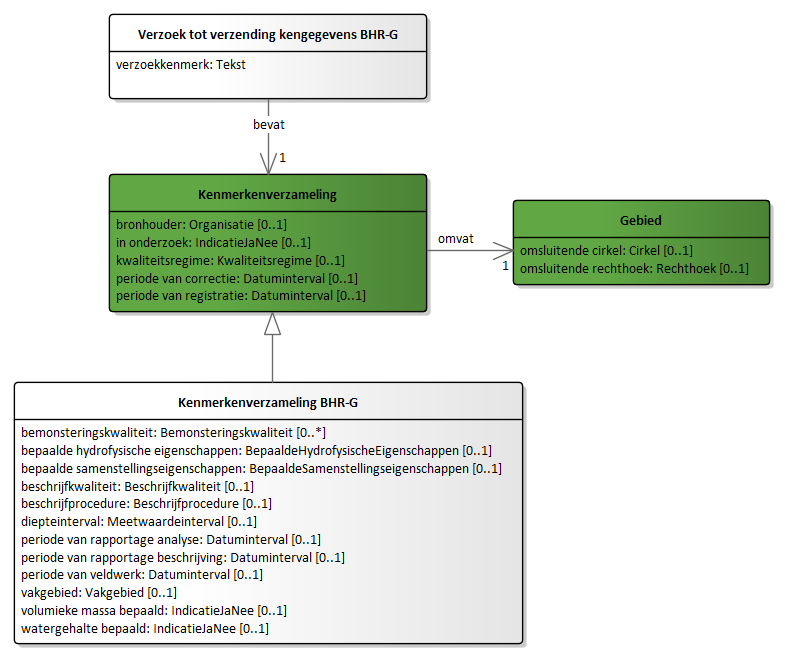 Verzoek tot verzending kengegevens BHR-G
verzoekkenmerk: Tekst
bevat
1
Kenmerkenverzameling
bronhouder: Organisatie [0..1]
in onderzoek: IndicatieJaNee [0..1]
kwaliteitsregime: Kwaliteitsregime [0..1]
periode van correctie: Datuminterval [0..1]
periode van registratie: Datuminterval [0..1]
omvat
1
Gebied
omsluitende cirkel: Cirkel [0..1]
omsluitende rechthoek: Rechthoek [0..1]
Kenmerkenverzameling BHR-G
bemonsteringskwaliteit: Bemonsteringskwaliteit [0..*]
bepaalde hydrofysische eigenschappen: BepaaldeHydrofysischeEigenschappen [0..1]
bepaalde samenstellingseigenschappen: BepaaldeSamenstellingseigenschappen [0..1]
beschrijfkwaliteit: Beschrijfkwaliteit [0..1]
beschrijfprocedure: Beschrijfprocedure [0..1]
diepteinterval: Meetwaardeinterval [0..1]
periode van rapportage analyse: Datuminterval [0..1]
periode van rapportage beschrijving: Datuminterval [0..1]
periode van veldwerk: Datuminterval [0..1]
vakgebied: Vakgebied [0..1]
volumieke massa bepaald: IndicatieJaNee [0..1]
watergehalte bepaald: IndicatieJaNee [0..1]